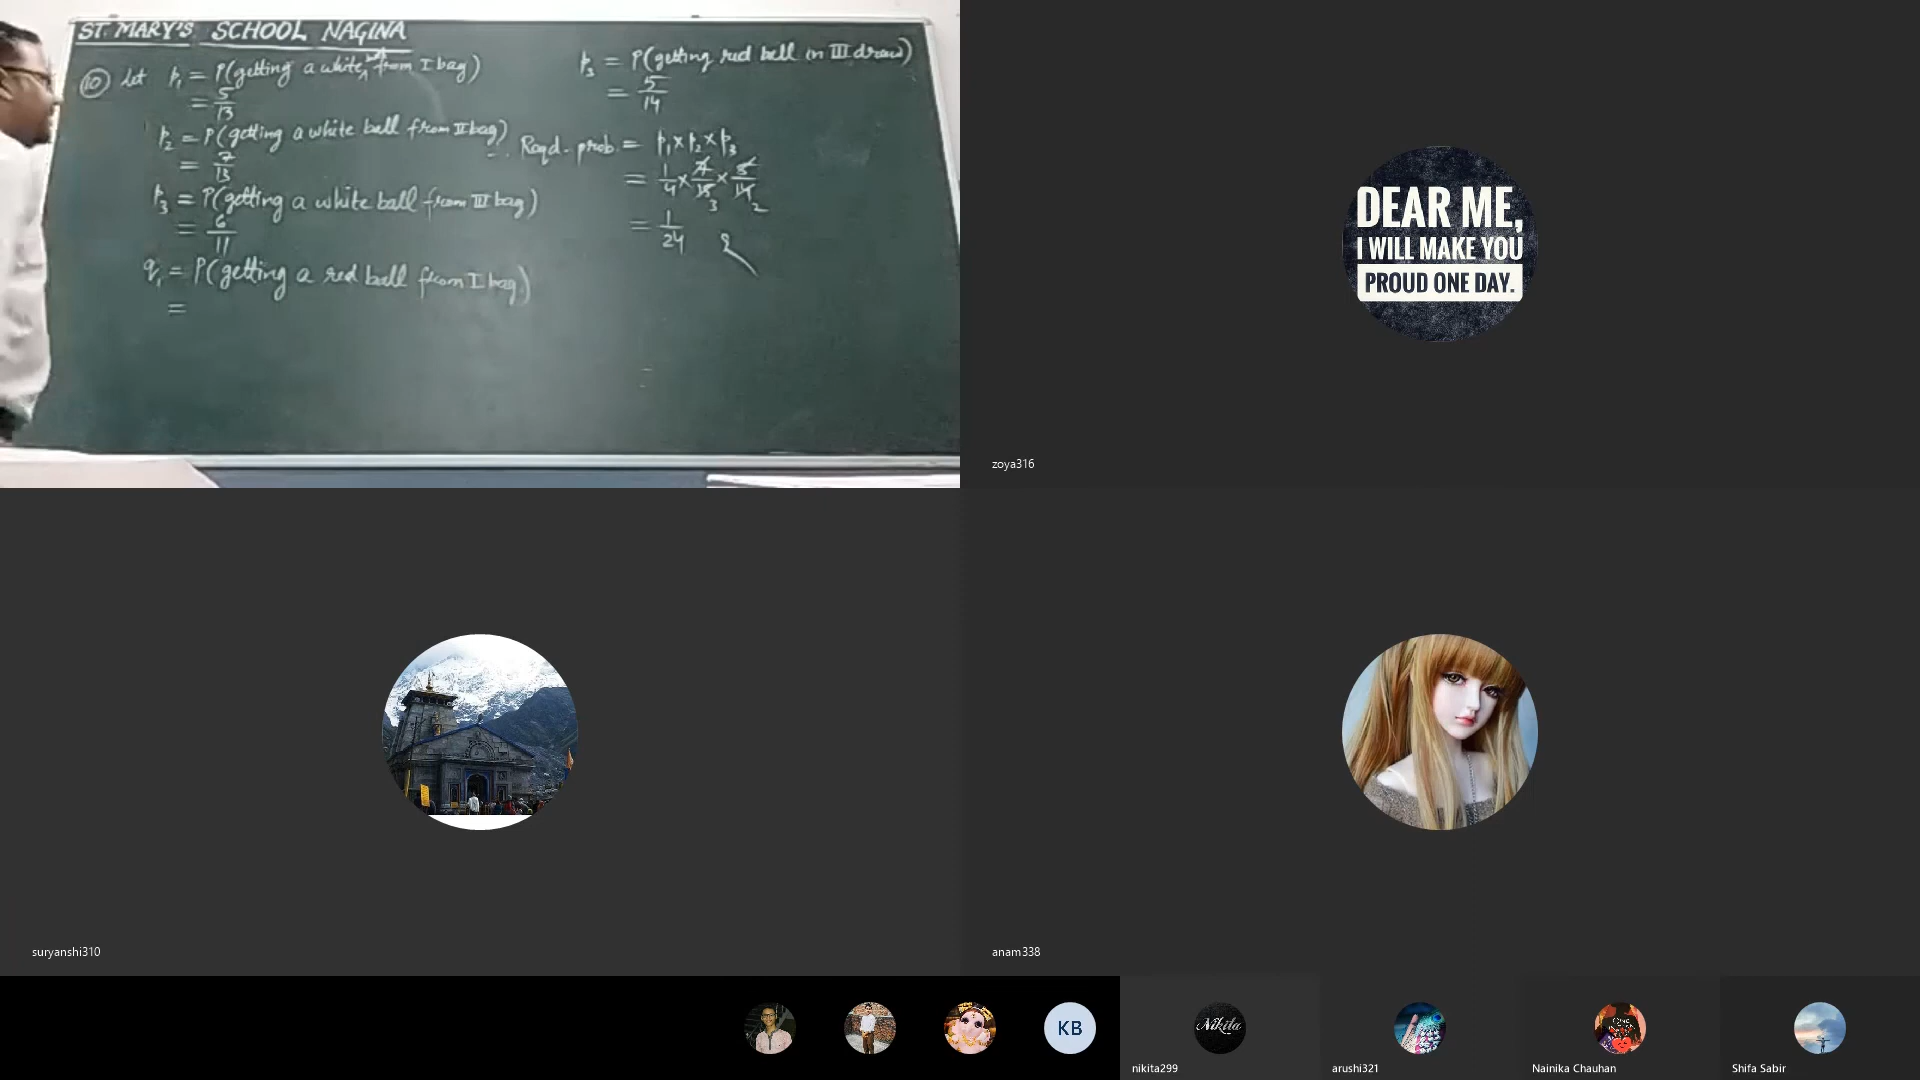 ST. MARY'S SCHOOL NAGINA
(10) Let p₁ = P(getting a white ball from I bag)
= 5/13
p₂ = P(getting a white ball from II bag)
= 7/13
p₃ = P(getting a white ball from III bag)
= 6/11
q₁ = P(getting a red ball from I bag)
=
p₃ = P(getting red ball in III draw)
= 5/14
∴ Reqd. prob. = p₁ × p₂ × p₃
= 1/4 × 4/15 × 5/14
3 2
= 1/24
DEAR ME,
I WILL MAKE YOU
PROUD ONE DAY.
zoya316
suryanshi310
anam338
KB
Nikita
nikita299
arushi321
Nainika Chauhan
Shifa Sabir